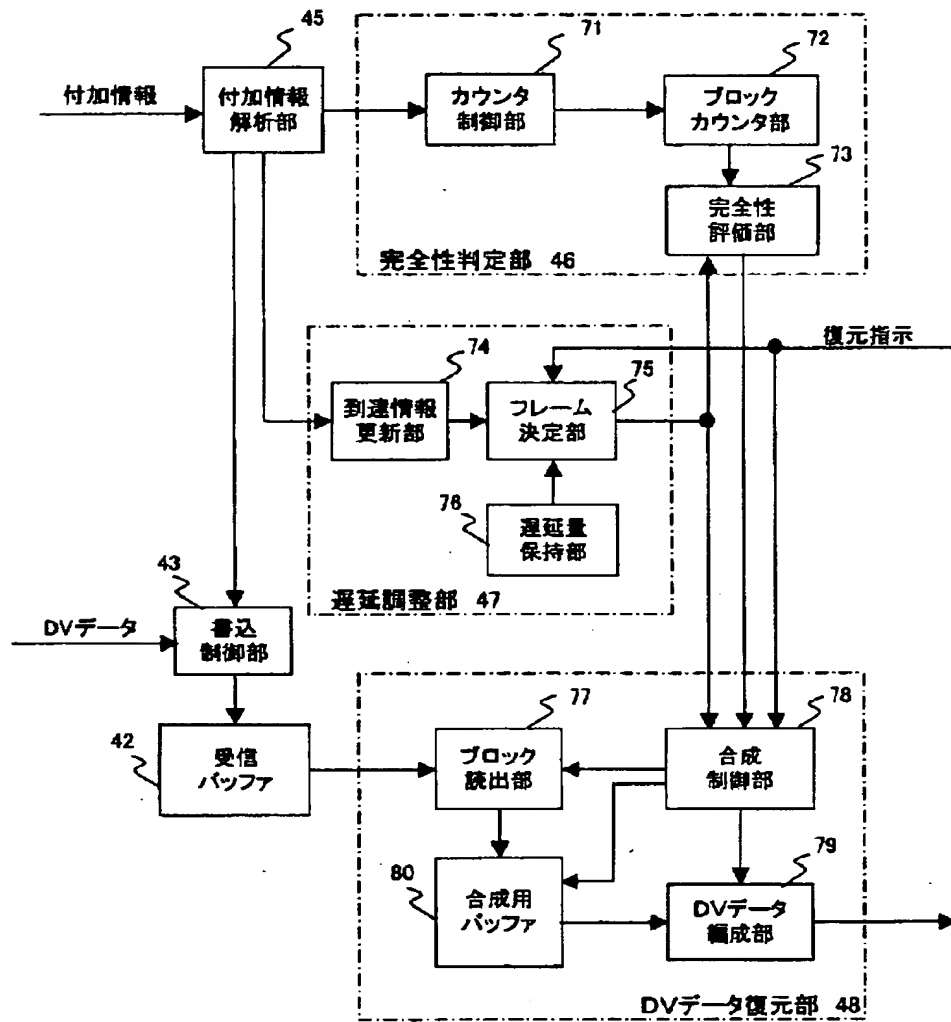 45
71
72
付加情報
付加情報
解析部
カウンタ
制御部
ブロック
カウンタ部
73
完全性
評価部
完全性判定部 46
復元指示
74
75
到達情報
更新部
フレーム
決定部
76
遅延量
保持部
遅延調整部 47
43
DVデータ
書込
制御部
77
78
42
受信
バッファ
ブロック
読出部
合成
制御部
79
80
合成用
バッファ
DVデータ
編成部
DVデータ復元部 48